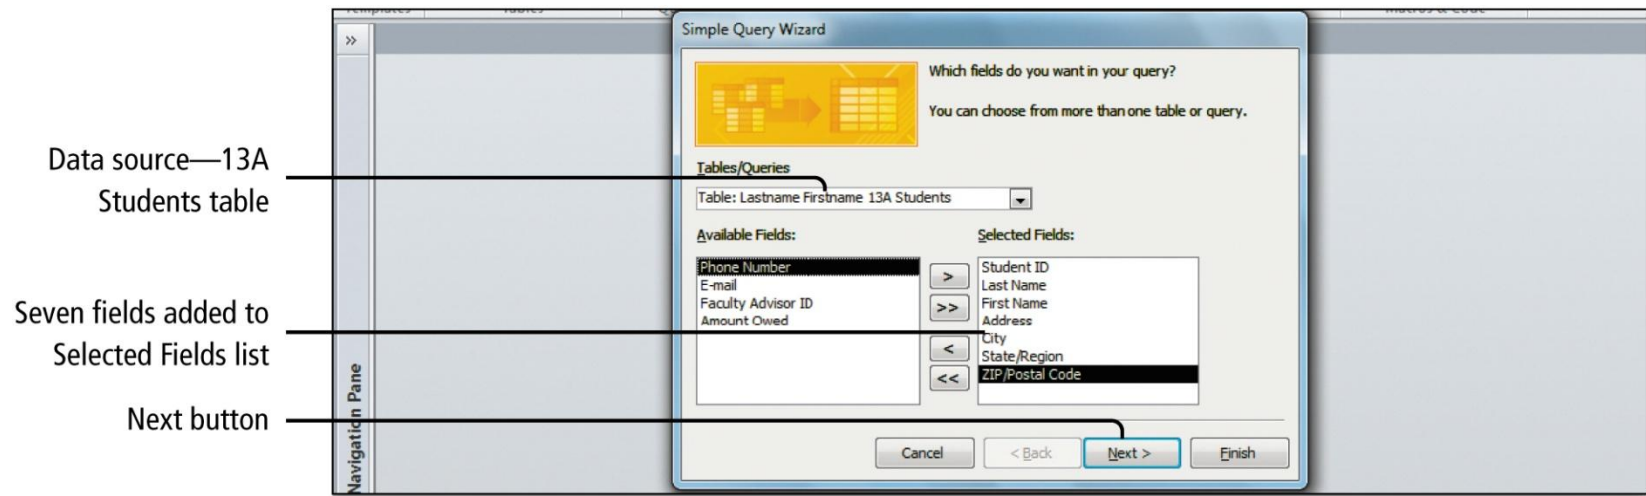 Simple Query Wizard
»
Which fields do you want in your query?
You can choose from more than one table or query.
Data source—13A
Students table
Tables/Queries
Table: Lastname Firstname 13A Students
Available Fields:
Selected Fields:
Phone Number
E-mail
Faculty Advisor ID
Amount Owed
>
>>
<
<<
Student ID
Last Name
First Name
Address
City
State/Region
ZIP/Postal Code
Seven fields added to
Selected Fields list
Navigation Pane
Next button
Cancel
< Back
Next >
Finish